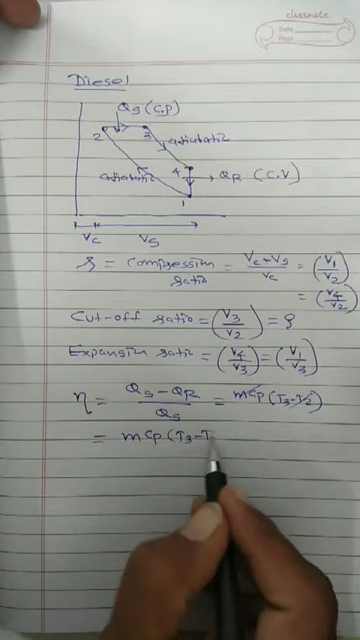 classmate
Date
Page
Diesel
Qs (C.P)
2 3 adiabatic
adiabatic 4 QR (C.V)
1
Vc Vs
r = compression ratio = Vc+Vs/Vc = (V1/V2)
= (V4/V2)
Cut-off ratio = (V3/V2) = ρ
Expansion ratio = (V4/V3) = (V1/V3)
η = Qs-QR/Qs = mCp(T3-T2)
= mCp(T3-T